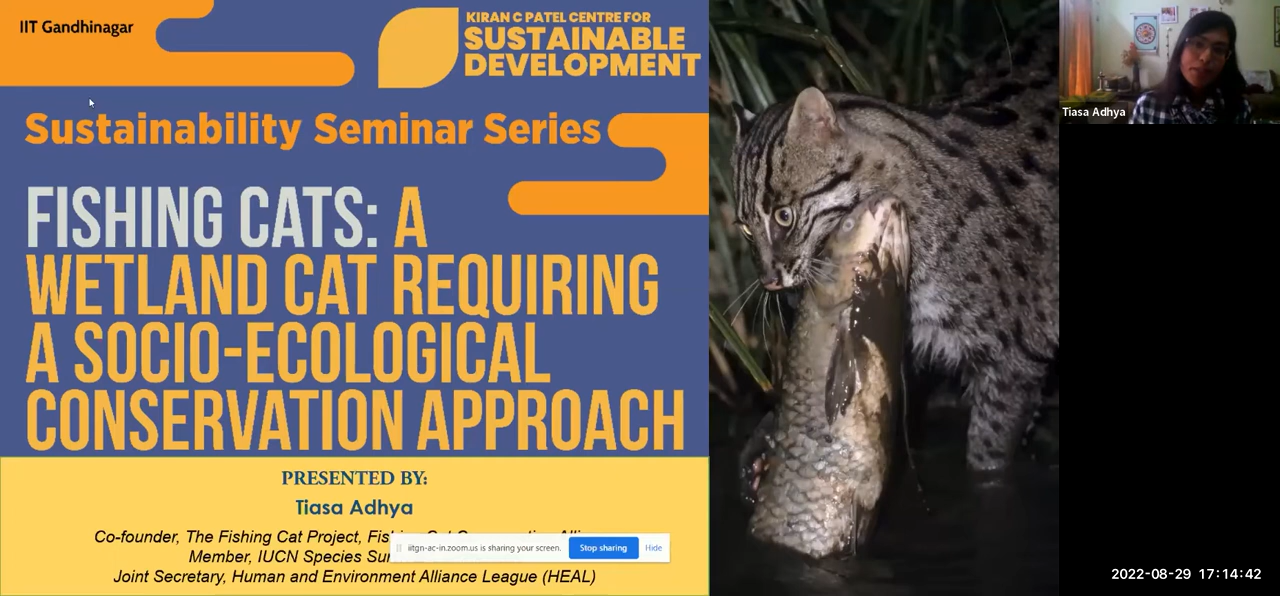 IIT Gandhinagar
KIRAN C PATEL CENTRE FOR
SUSTAINABLE
DEVELOPMENT
Sustainability Seminar Series
FISHING CATS: A
WETLAND CAT REQUIRING
A SOCIO-ECOLOGICAL
CONSERVATION APPROACH
PRESENTED BY:
Tiasa Adhya
Co-founder, The Fishing Cat Project,
Member, IUCN Species
Joint Secretary, Human and Environment Alliance League (HEAL)
iitgn-ac-in.zoom.us is sharing your screen.
Stop sharing
Hide
Tiasa Adhya
2022-08-29 17:14:42